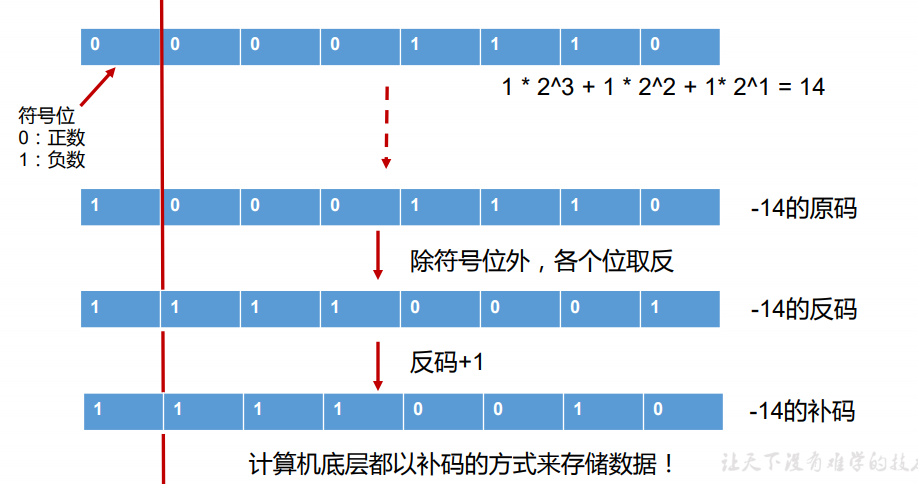 0 0 0 0 1 1 1 0
1 * 2^3 + 1 * 2^2 + 1* 2^1 = 14
符号位
0：正数
1：负数
1 0 0 0 1 1 1 0 -14的原码
除符号位外，各个位取反
1 1 1 1 0 0 0 1 -14的反码
反码+1
1 1 1 1 0 0 1 0 -14的补码
计算机底层都以补码的方式来存储数据！
让天下没有难学的技